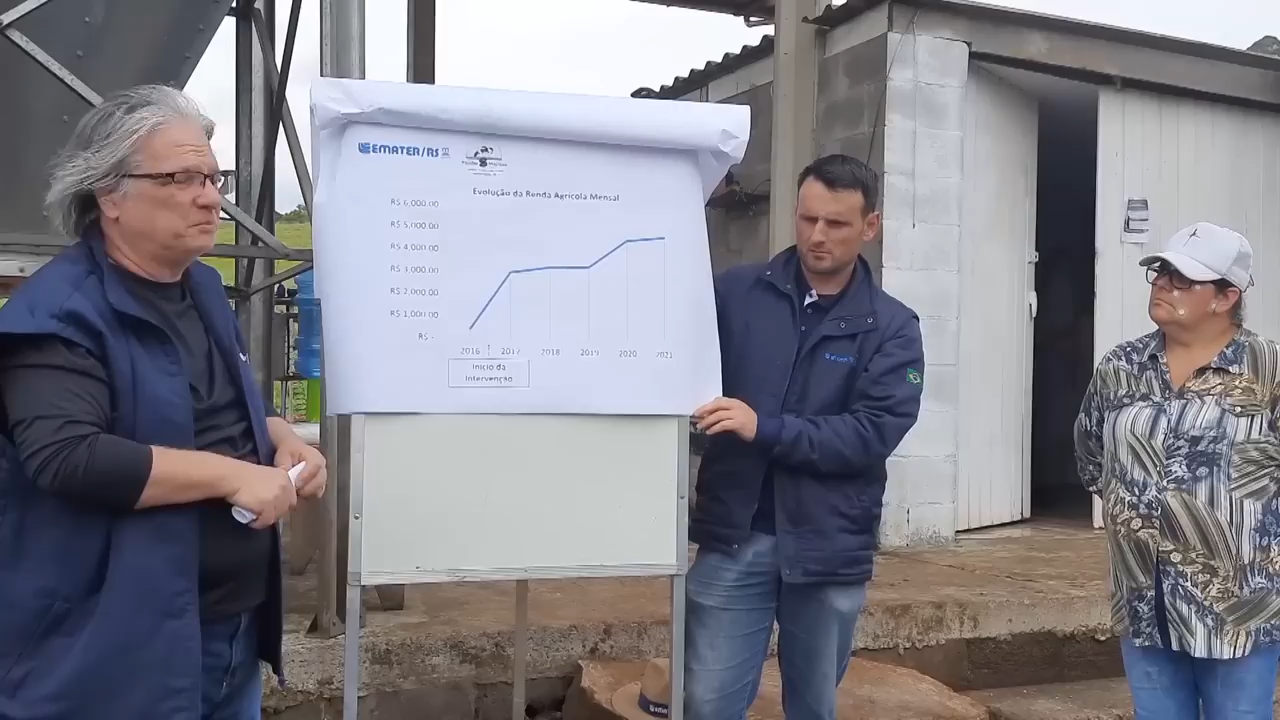 EMATER/RS
Evolução da Renda Agrícola Mensal
R$ 6,000.00
R$ 5,000.00
R$ 4,000.00
R$ 3,000.00
R$ 2,000.00
R$ 1,000.00
R$ -
2016 2017 2018 2019 2020 2021
Início da
Intervenção